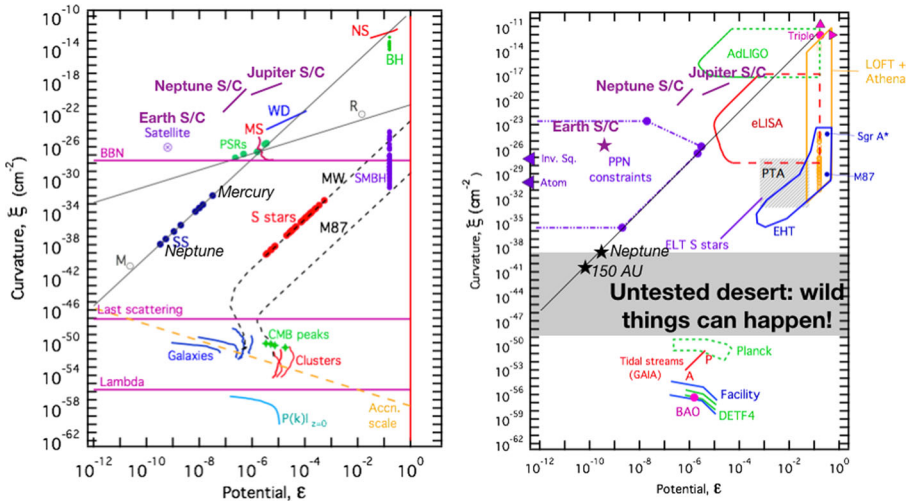 10^-10
10^-14
10^-18
10^-22
10^-26
10^-30
10^-34
10^-38
10^-42
10^-46
10^-50
10^-54
10^-58
10^-62
Curvature, ξ (cm^-2)
NS
BH
Jupiter S/C
Neptune S/C
WD
R
Earth S/C
Satellite
MS
PSRs
BBN
MW
SMBH
Mercury
S stars
M87
SS
Neptune
M
Last scattering
CMB peaks
Galaxies
Clusters
Lambda
Accn.
scale
P(k)|z=0
10^-12
10^-10
10^-8
10^-6
10^-4
10^-2
10^0
Potential, ε
10^-11
10^-14
10^-17
10^-20
10^-23
10^-26
10^-29
10^-32
10^-35
10^-38
10^-41
10^-44
10^-47
10^-50
10^-53
10^-56
10^-59
10^-62
Curvature, ξ (cm^-2)
Triple
AdLIGO
LOFT +
Athena
Jupiter S/C
Neptune S/C
eLISA
Earth S/C
Sgr A*
Inv. Sq.
PPN
constraints
PTA
M87
Atom
EHT
ELT S stars
Neptune
150 AU
Untested desert: wild
things can happen!
Planck
Tidal streams
(GAIA)
P
A
Facility
BAO
DETF4
10^-12
10^-10
10^-8
10^-6
10^-4
10^-2
10^0
Potential, ε